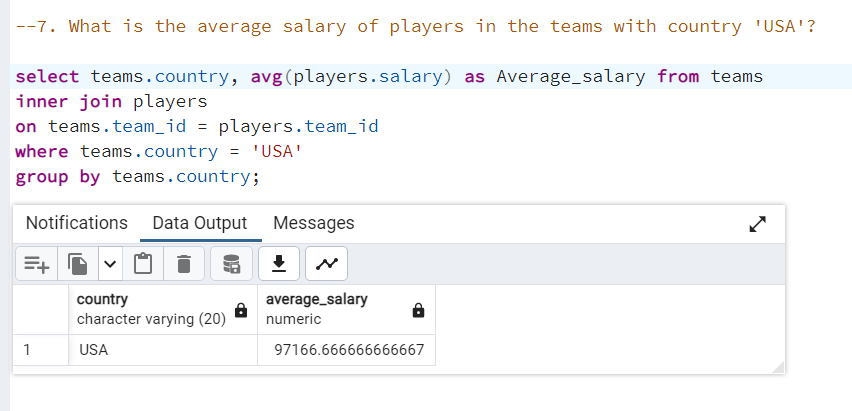 --7. What is the average salary of players in the teams with country 'USA'?
select teams.country, avg(players.salary) as Average_salary from teams
inner join players
on teams.team_id = players.team_id
where teams.country = 'USA'
group by teams.country;
Notifications Data Output Messages
country average_salary
character varying (20) numeric
1 USA 97166.666666666667